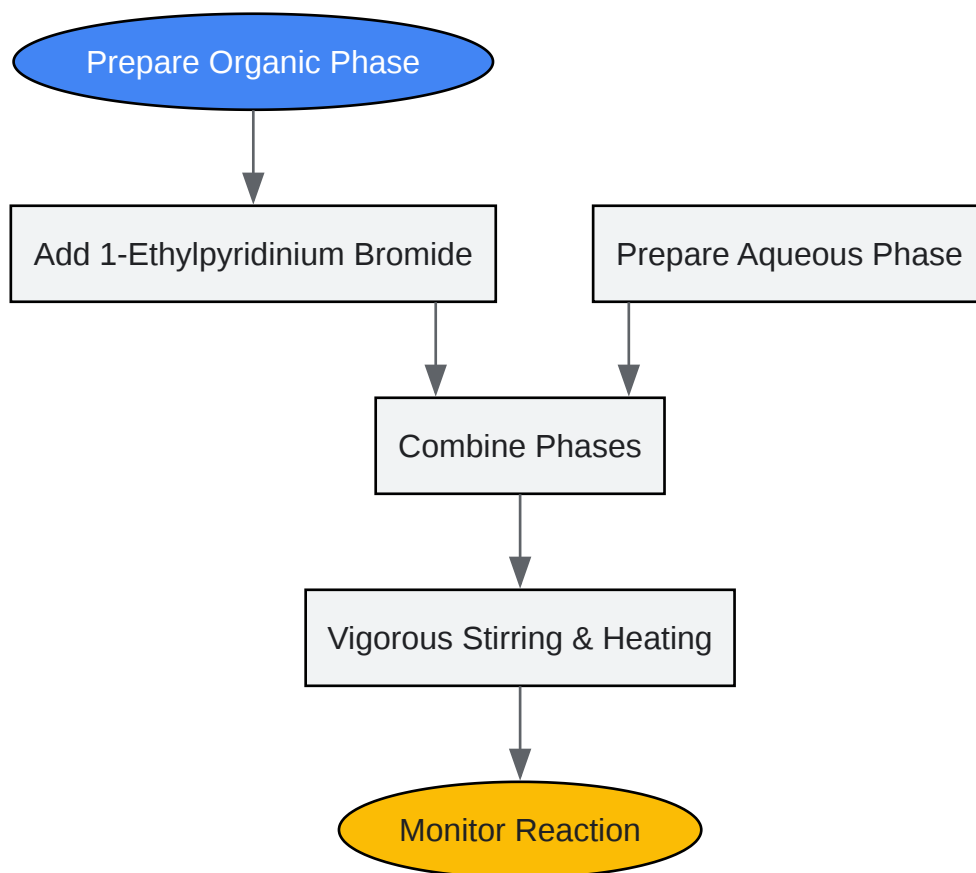 Prepare Organic Phase
Add 1-Ethylpyridinium Bromide
Prepare Aqueous Phase
Combine Phases
Vigorous Stirring & Heating
Monitor Reaction